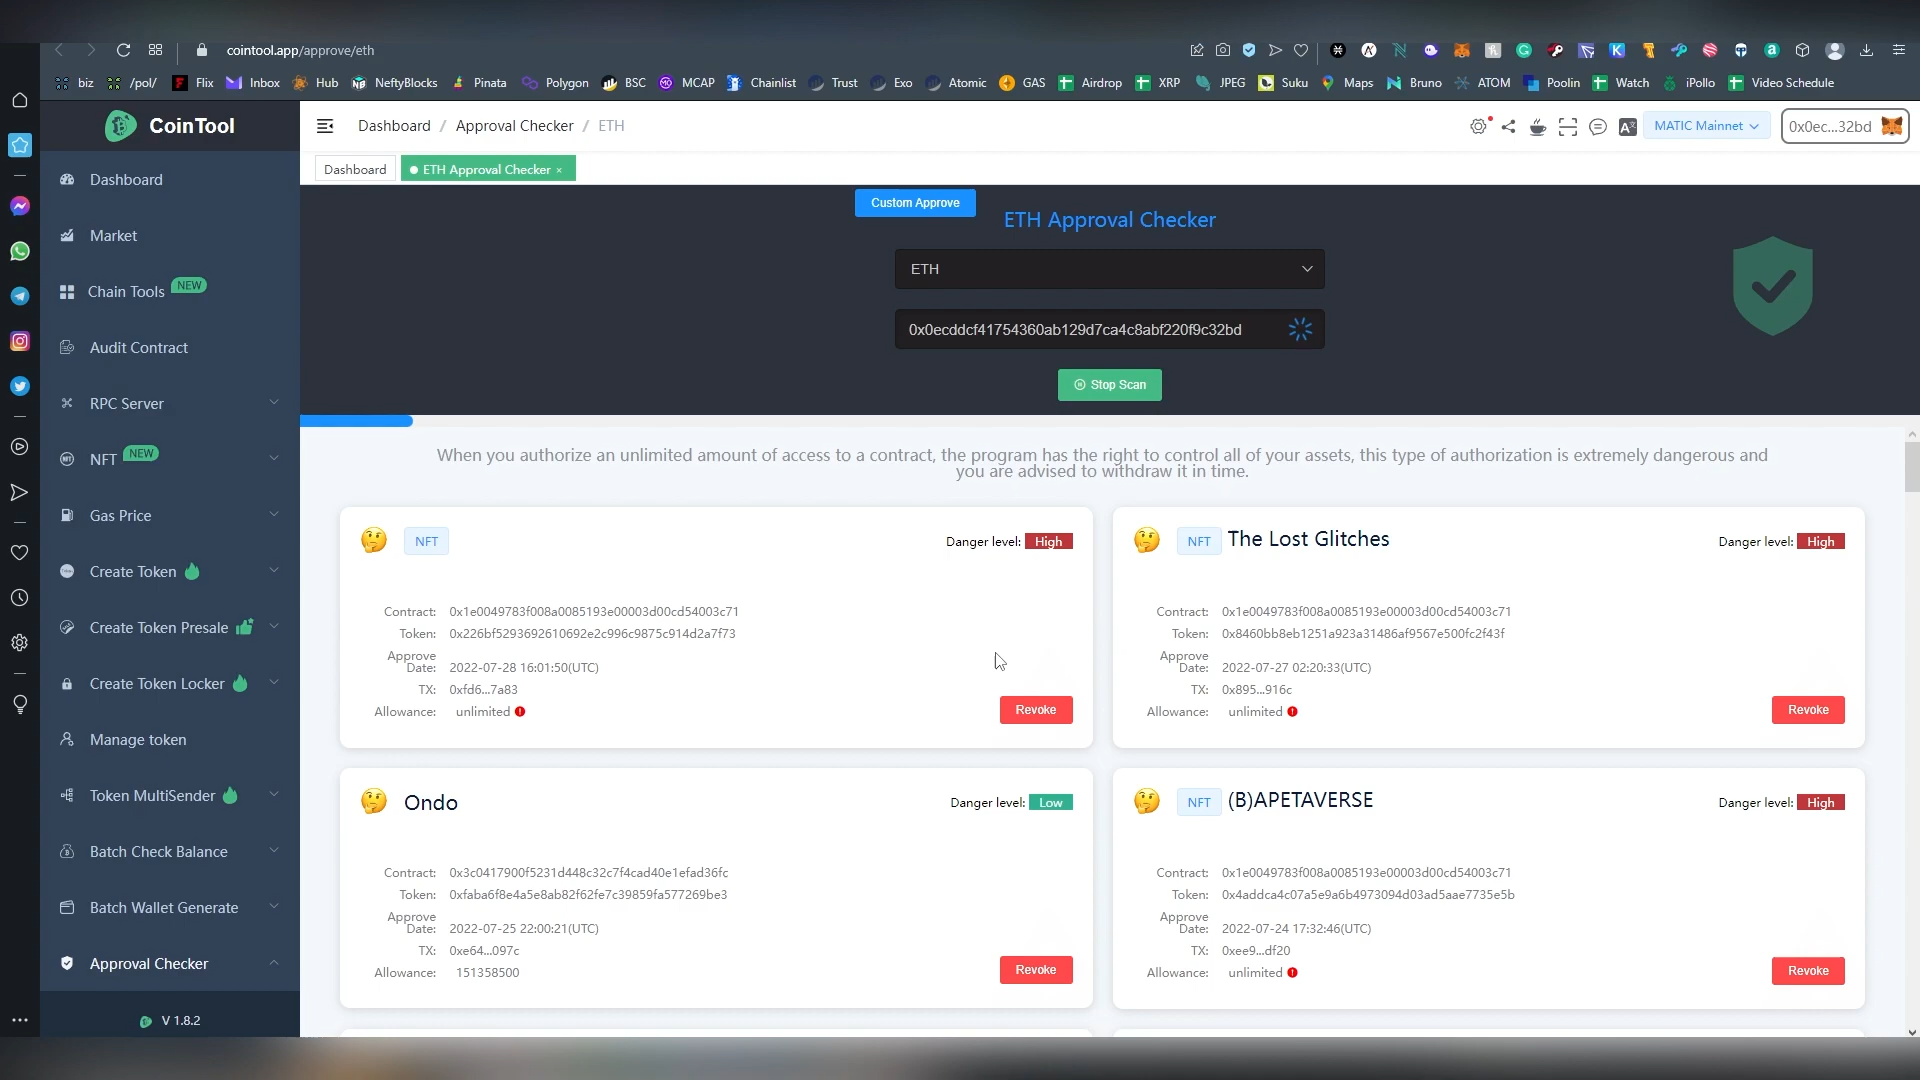 cointool.app/approve/eth
biz
/pol/
Flix
Inbox
Hub
NeftyBlocks
Pinata
Polygon
BSC
MCAP
Chainlist
Trust
Exo
Atomic
GAS
Airdrop
XRP
JPEG
Suku
Maps
Bruno
ATOM
Poolin
Watch
iPollo
Video Schedule
CoinTool
Dashboard / Approval Checker / ETH
MATIC Mainnet
0x0ec...32bd
Dashboard
ETH Approval Checker ×
Dashboard
Market
Chain Tools NEW
Audit Contract
RPC Server
NFT NEW
Gas Price
Create Token
Create Token Presale
Create Token Locker
Manage token
Token MultiSender
Batch Check Balance
Batch Wallet Generate
Approval Checker
V 1.8.2
Custom Approve
ETH Approval Checker
ETH
0x0ecddcf41754360ab129d7ca4c8abf220f9c32bd
Stop Scan
When you authorize an unlimited amount of access to a contract, the program has the right to control all of your assets, this type of authorization is extremely dangerous and
you are advised to withdraw it in time.
NFT
Danger level: High
Contract: 0x1e0049783f008a0085193e00003d00cd54003c71
Token: 0x226bf5293692610692e2c996c9875c914d2a7f73
Approve
Date: 2022-07-28 16:01:50(UTC)
TX: 0xfd6...7a83
Allowance: unlimited
Revoke
NFT The Lost Glitches
Danger level: High
Contract: 0x1e0049783f008a0085193e00003d00cd54003c71
Token: 0x8460bb8eb1251a923a31486af9567e500fc2f43f
Approve
Date: 2022-07-27 02:20:33(UTC)
TX: 0x895...916c
Allowance: unlimited
Revoke
Ondo
Danger level: Low
Contract: 0x3c0417900f5231d448c32c7f4cad40e1efad36fc
Token: 0xfaba6f8e4a5e8ab82f62fe7c39859fa577269be3
Approve
Date: 2022-07-25 22:00:21(UTC)
TX: 0xe64...097c
Allowance: 151358500
Revoke
NFT (B)APETAVERSE
Danger level: High
Contract: 0x1e0049783f008a0085193e00003d00cd54003c71
Token: 0x4addca4c07a5e9a6b4973094d03ad5aae7735e5b
Approve
Date: 2022-07-24 17:32:46(UTC)
TX: 0xee9...df20
Allowance: unlimited
Revoke